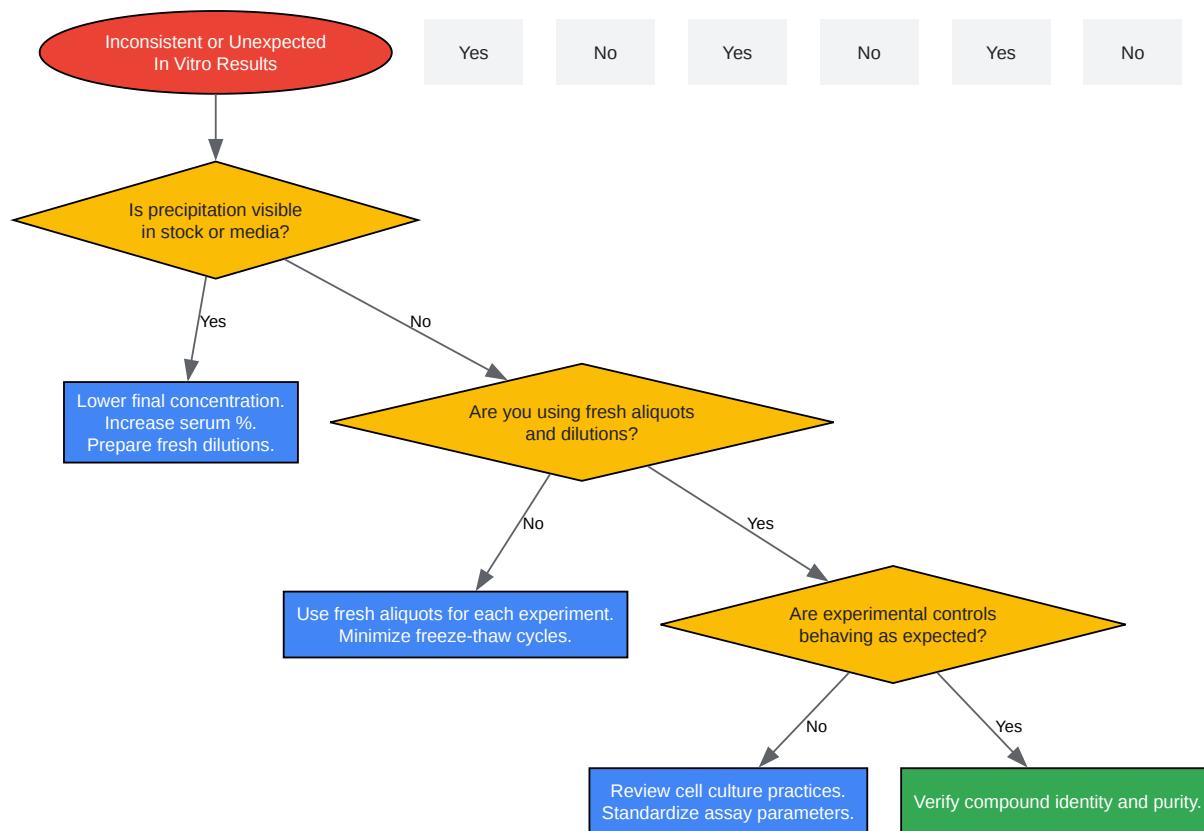 Inconsistent or Unexpected
In Vitro Results
Yes
No
Yes
No
Yes
No
Is precipitation visible
in stock or media?
Yes
No
Lower final concentration.
Increase serum %.
Prepare fresh dilutions.
Are you using fresh aliquots
and dilutions?
No
Yes
Use fresh aliquots for each experiment.
Minimize freeze-thaw cycles.
Are experimental controls
behaving as expected?
No
Yes
Review cell culture practices.
Standardize assay parameters.
Verify compound identity and purity.